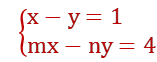 x − y = 1
mx − ny = 4